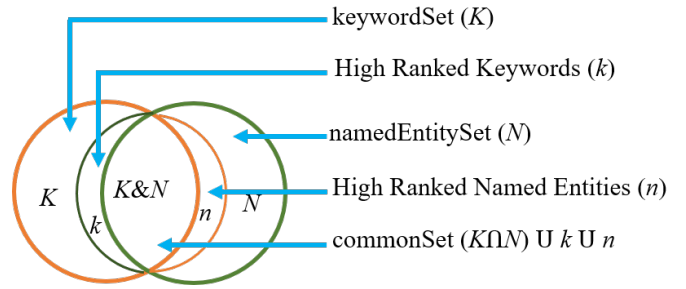 keywordSet (K)
High Ranked Keywords (k)
namedEntitySet (N)
High Ranked Named Entities (n)
commonSet (K∩N) U k U n
K
k
K&N
n
N